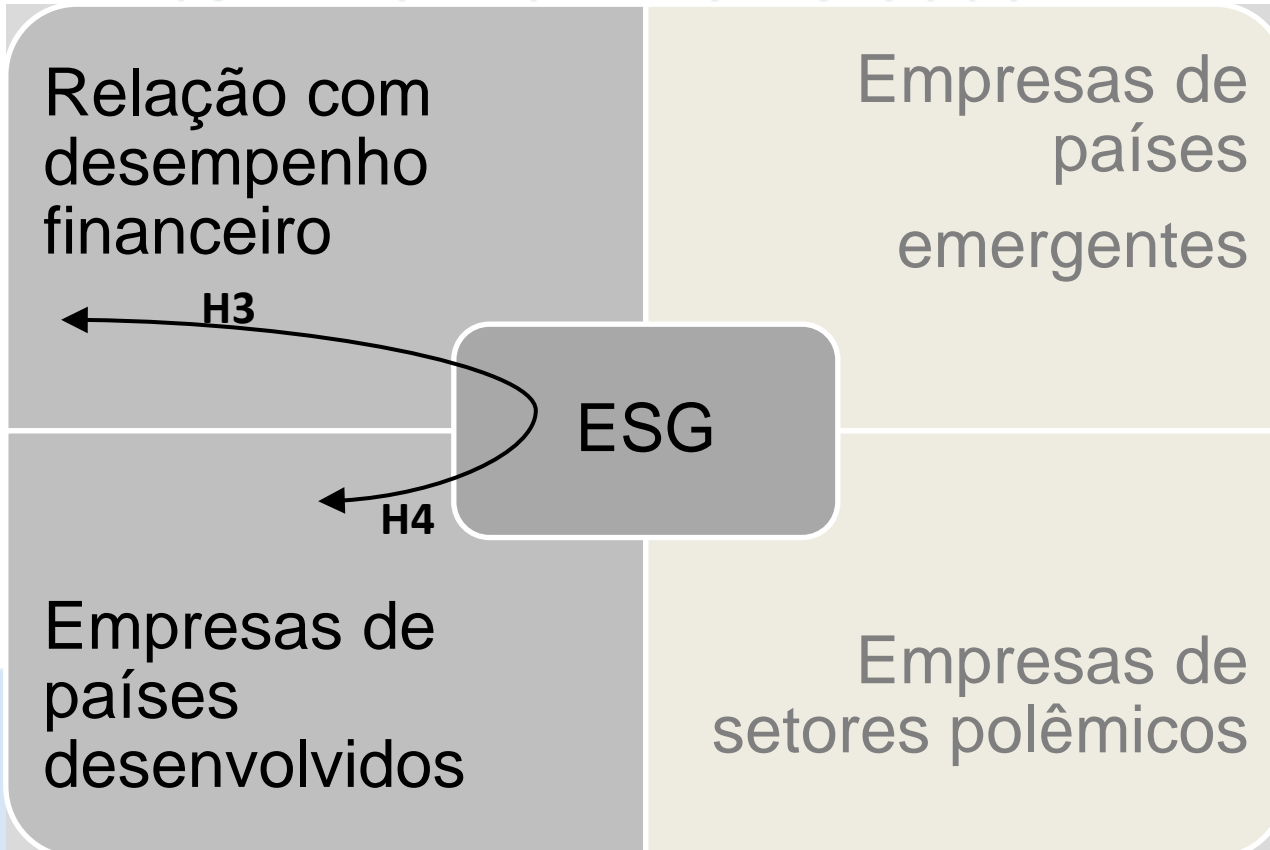 Relação com
desempenho
financeiro
H3
Empresas de
países
emergentes
ESG
H4
Empresas de
países
desenvolvidos
Empresas de
setores polêmicos